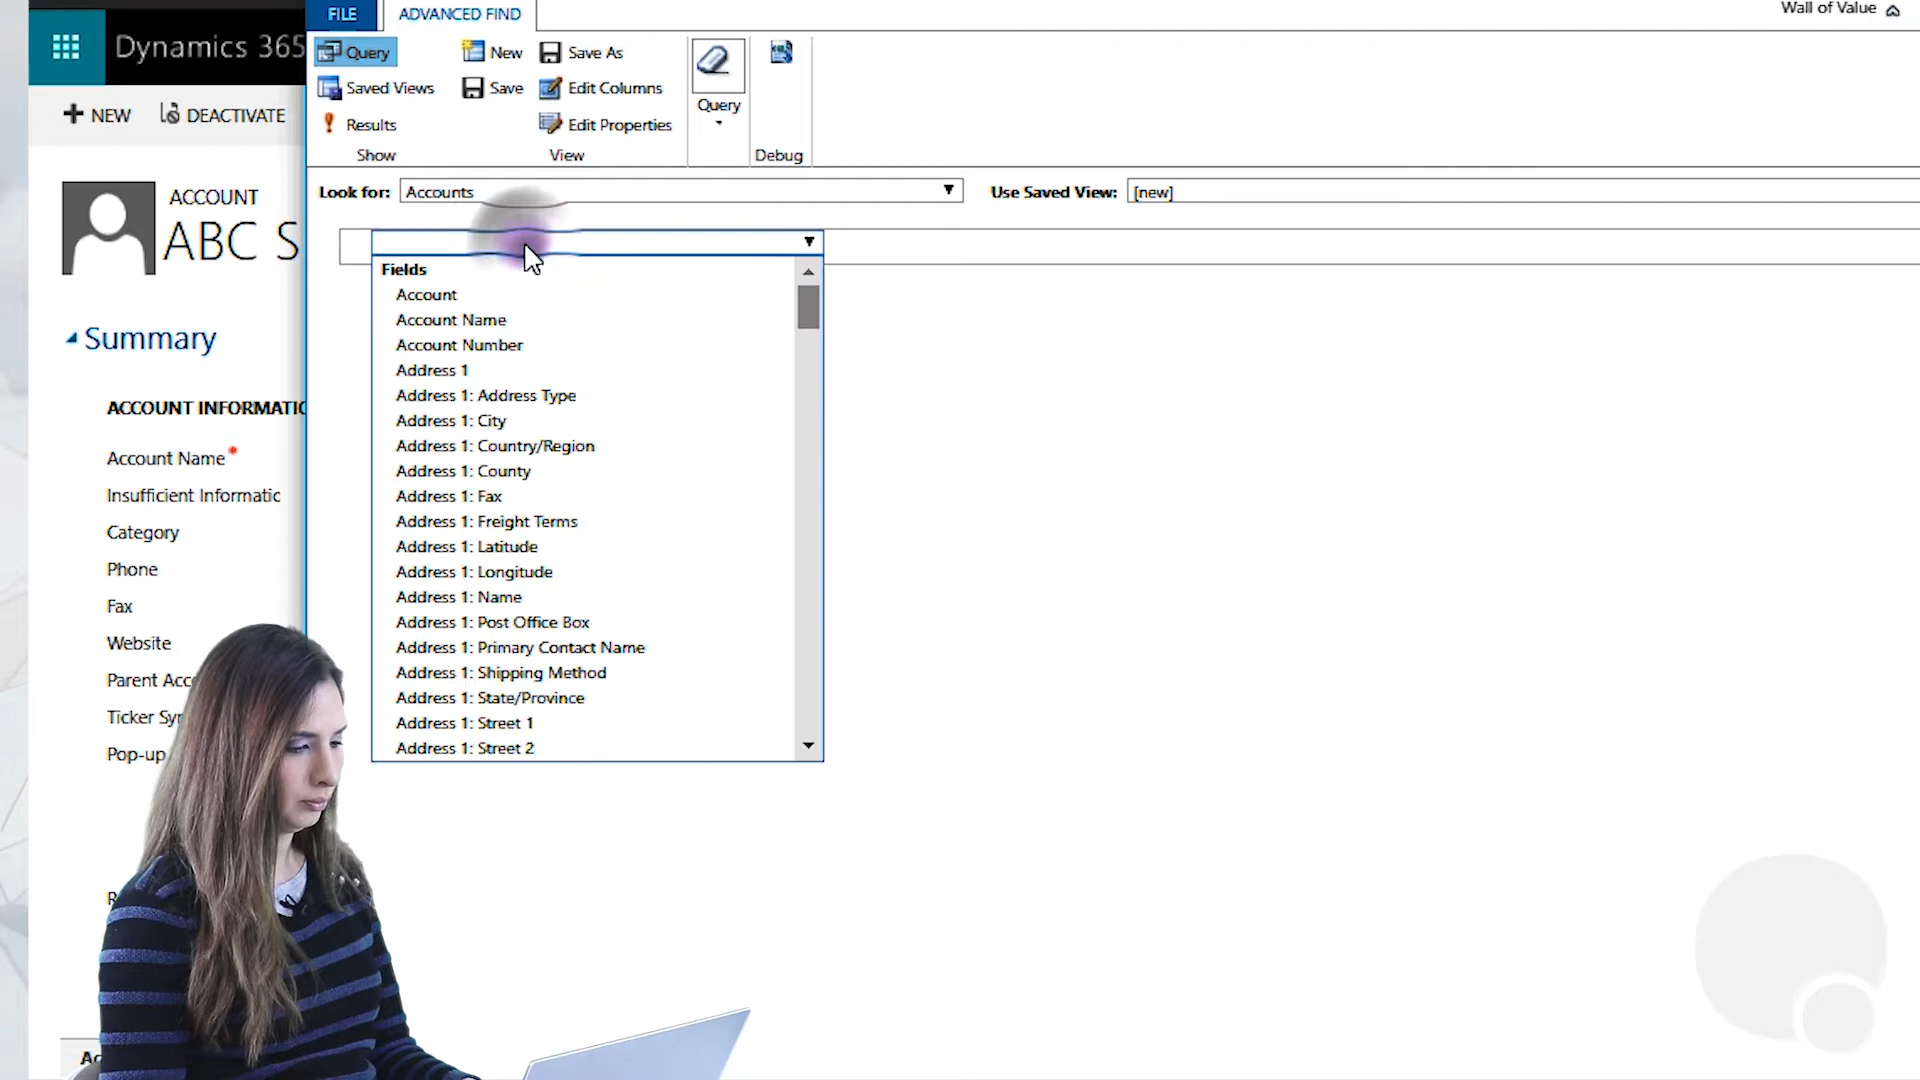 Dynamics 365
+ NEW
DEACTIVATE
ACCOUNT
ABC S
Summary
ACCOUNT INFORMATIO
Account Name*
Insufficient Informatic
Category
Phone
Fax
Website
Parent Acc
Ticker Syr
Pop-up
FILE
ADVANCED FIND
Wall of Value
Query
New
Save As
Saved Views
Save
Edit Columns
Results
Edit Properties
Query
Show
View
Debug
Look for: Accounts
Use Saved View: [new]
Fields
Account
Account Name
Account Number
Address 1
Address 1: Address Type
Address 1: City
Address 1: Country/Region
Address 1: County
Address 1: Fax
Address 1: Freight Terms
Address 1: Latitude
Address 1: Longitude
Address 1: Name
Address 1: Post Office Box
Address 1: Primary Contact Name
Address 1: Shipping Method
Address 1: State/Province
Address 1: Street 1
Address 1: Street 2